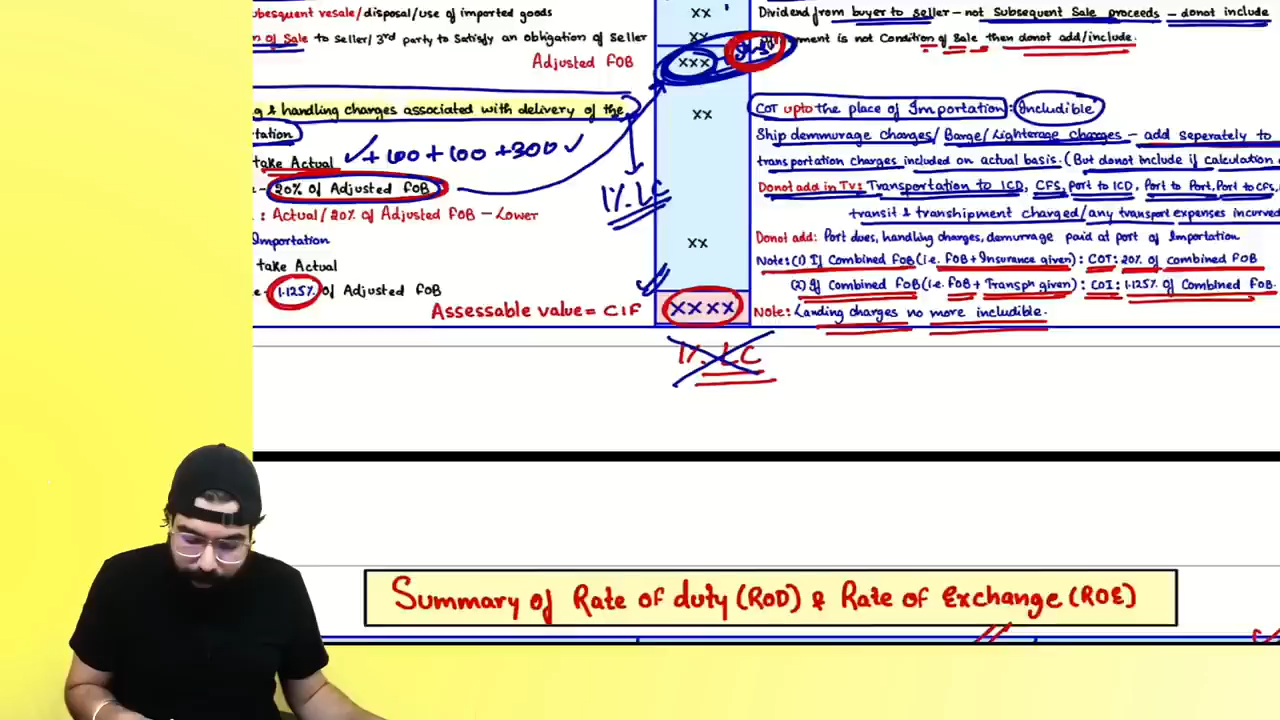 ubsequent resale/disposal/use of imported goods
n of Sale to Seller/3rd party to Satisfy an obligation of seller
Adjusted FOB
g & handling charges associated with delivery of the
tation
take Actual ✓ + 100 + 100 + 300 ✓
20% of Adjusted FOB
: Actual/20% of Adjusted FOB – Lower
Importation
take Actual
1.125% of Adjusted FOB
Assessable value = CIF
xx
xx
xxx
xx
1%. LC
xx
xxxx
1%. LC
Dividend from buyer to seller – not Subsequent Sale proceeds – donot include
ment is not Condition of Sale then donot add/include.
COT upto the place of Importation: Includible
Ship demmurage charges/ Barge/ Lighterage charges – add seperately to
transportation charges included on actual basis. (But donot include if calculation
Donot add in TV: Transportation to ICD, CFS, Port to ICD, Port to Port, Port to CFS,
transit & transhipment charged/any transport expenses incurred
Donot add: Port dues, handling charges, demurrage paid at port of Importation
Note: (1) If Combined FOB (i.e. FOB + Insurance given) : COT: 20% of combined FOB
(2) If Combined FOB (i.e. FOB + Transpn given) : COI: 1.125% of Combined FOB.
Note: Landing charges no more includible.
Summary of Rate of duty (ROD) & Rate of Exchange (ROE)